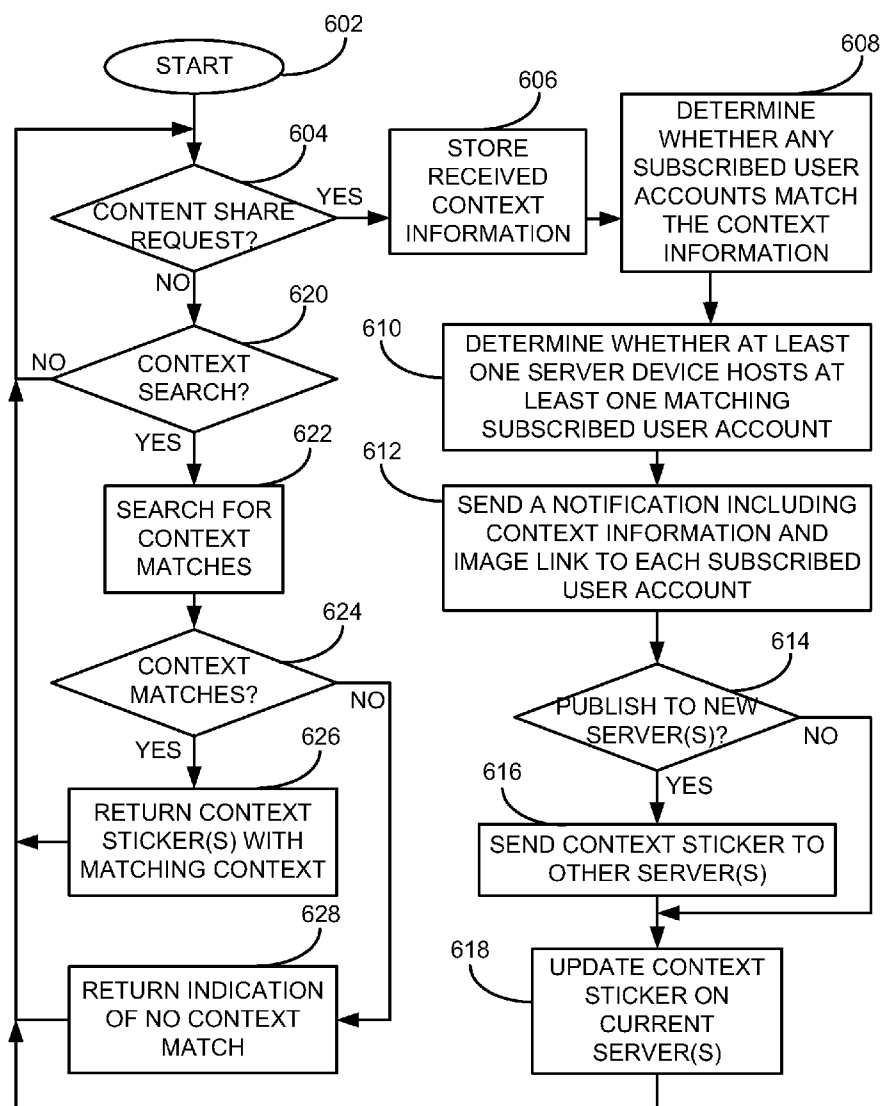 602
START
604
CONTENT SHARE
REQUEST?
YES
NO
606
STORE
RECEIVED
CONTEXT
INFORMATION
608
DETERMINE
WHETHER ANY
SUBSCRIBED USER
ACCOUNTS MATCH
THE CONTEXT
INFORMATION
610
DETERMINE WHETHER AT LEAST
ONE SERVER DEVICE HOSTS AT
LEAST ONE MATCHING
SUBSCRIBED USER ACCOUNT
612
SEND A NOTIFICATION INCLUDING
CONTEXT INFORMATION AND
IMAGE LINK TO EACH SUBSCRIBED
USER ACCOUNT
614
PUBLISH TO NEW
SERVER(S)?
NO
YES
616
SEND CONTEXT STICKER TO
OTHER SERVER(S)
618
UPDATE CONTEXT
STICKER ON
CURRENT
SERVER(S)
620
CONTEXT
SEARCH?
NO
YES
622
SEARCH FOR
CONTEXT
MATCHES
624
CONTEXT
MATCHES?
NO
YES
626
RETURN CONTEXT
STICKER(S) WITH
MATCHING CONTEXT
628
RETURN INDICATION
OF NO CONTEXT
MATCH